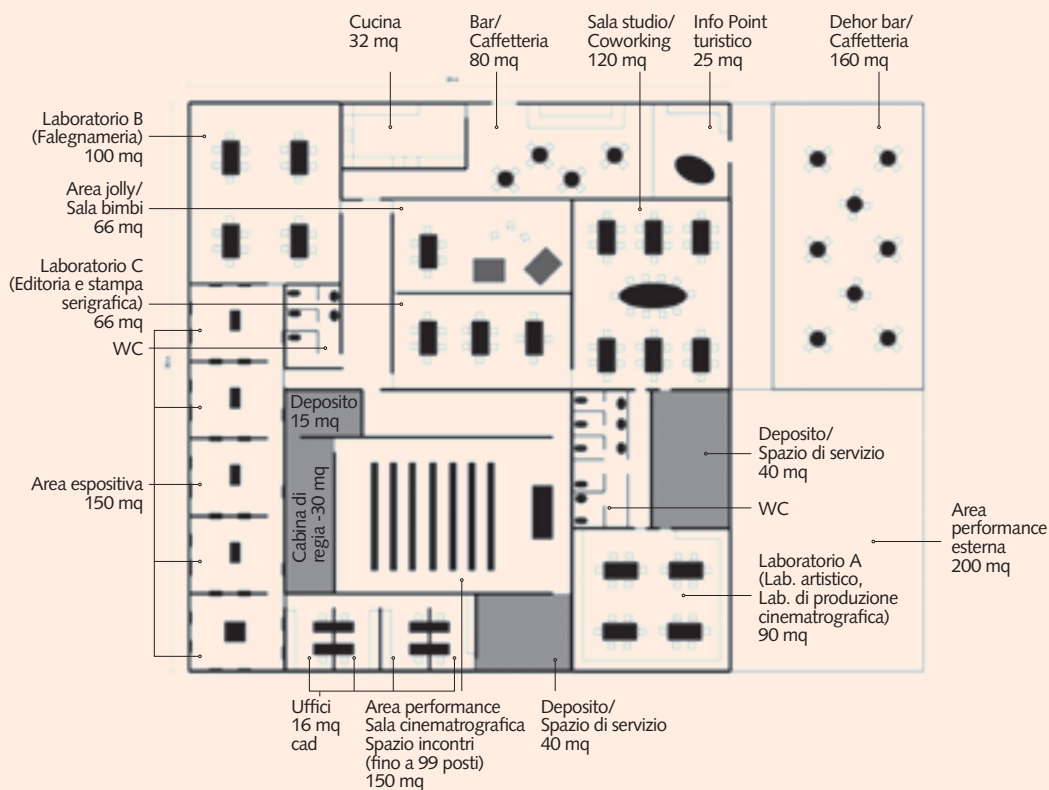 Cucina
32 mq
Bar/
Caffetteria
80 mq
Sala studio/
Coworking
120 mq
Info Point
turistico
25 mq
Dehor bar/
Caffetteria
160 mq
Laboratorio B
(Falegnameria)
100 mq
Area jolly/
Sala bimbi
66 mq
Laboratorio C
(Editoria e stampa
serigrafica)
66 mq
WC
Area espositiva
150 mq
Deposito
15 mq
Cabina di
regia -30 mq
Deposito/
Spazio di servizio
40 mq
WC
Area
performance
esterna
200 mq
Laboratorio A
(Lab. artistico,
Lab. di produzione
cinematrografica)
90 mq
Uffici
16 mq
cad
Area performance
Sala cinematografica
Spazio incontri
(fino a 99 posti)
150 mq
Deposito/
Spazio di servizio
40 mq